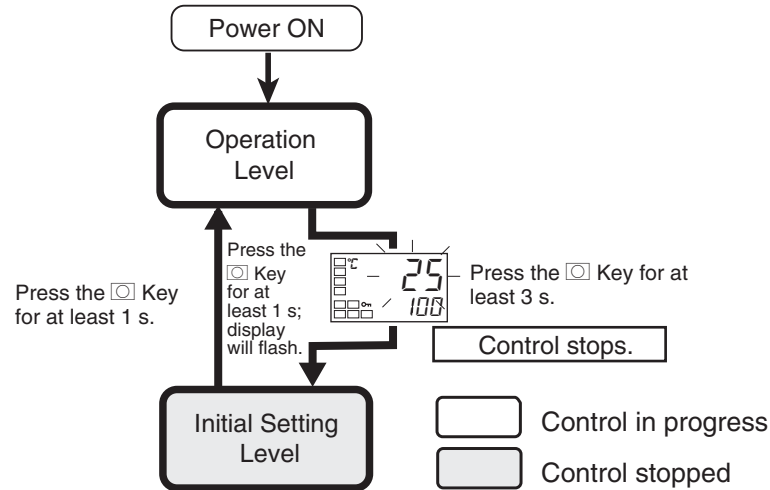 Power ON
Operation
Level
Press the
O Key
for at
least 1 s;
display
will flash.
°C
25
100
Press the O Key for at
least 3 s.
Press the O Key
for at least 1 s.
Control stops.
Initial Setting
Level
Control in progress
Control stopped